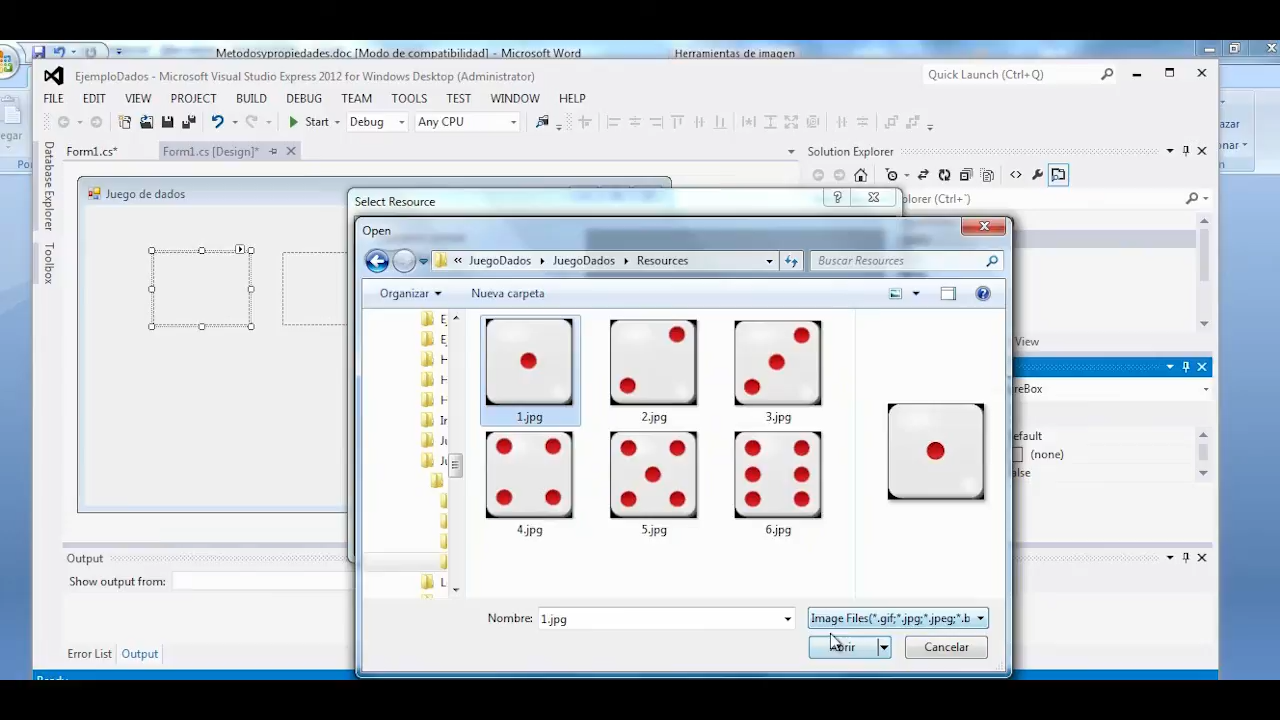 Metodosypropiedades.doc [Modo de compatibilidad] - Microsoft Word
Herramientas de imagen
EjemploDados - Microsoft Visual Studio Express 2012 for Windows Desktop (Administrator)
Quick Launch (Ctrl+Q)
FILE EDIT VIEW PROJECT BUILD DEBUG TEAM TOOLS TEST WINDOW HELP
Start Debug Any CPU
Form1.cs* Form1.cs [Design]*
Solution Explorer
Database Explorer
Toolbox
Juego de dados
Select Resource
Open
JuegoDados JuegoDados Resources
Buscar Resources
Organizar Nueva carpeta
1.jpg 2.jpg 3.jpg
4.jpg 5.jpg 6.jpg
View
(none)
Nombre: 1.jpg
Image Files(*.gif;*.jpg;*.jpeg;*.b
Abrir Cancelar
Output
Show output from:
Error List Output